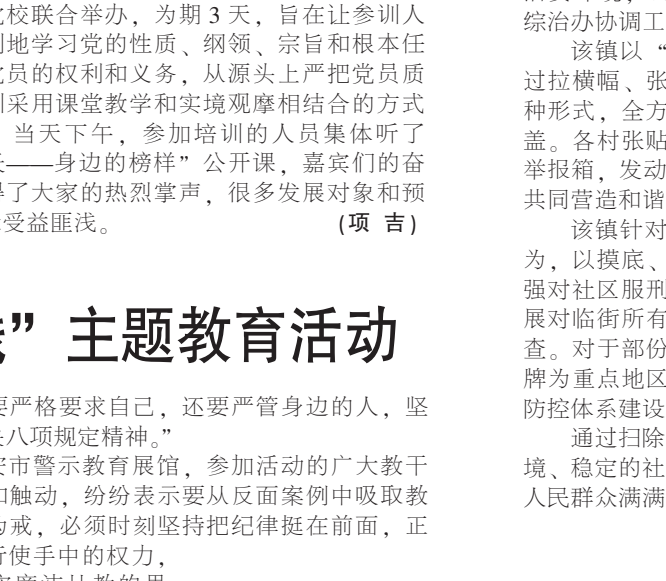 校联合举办，为期3天，旨在让参训人
地学习党的性质、纲领、宗旨和根本任
员的权利和义务，从源头上严把党员质
采用课堂教学和实境观摩相结合的方式
当天下午，参加培训的人员集体听了
——身边的榜样”公开课，嘉宾们的奋
得了大家的热烈掌声，很多发展对象和预
受益匪浅。 (项 吉)
” 主题教育活动
要严格要求自己，还要严管身边的人，坚
八项规定精神。”
安市警示教育展馆，参加活动的广大教干
触动，纷纷表示要从反面案例中吸取教
为戒，必须时刻坚持把纪律挺在前面，正
行使手中的权力，
综治办协调工
该镇以“
过拉横幅、张
种形式，全方
盖。各村张贴
举报箱，发动
共同营造和谐
该镇针对
为，以摸底、
强对社区服刑
展对临街所有
查。对于部份
牌为重点地区
防控体系建设
通过扫除
境、稳定的社
人民群众满满